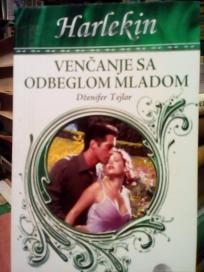 Harlekin
VENČANJE SA
ODBEGLOM MLADOM
Dženifer Tejlor